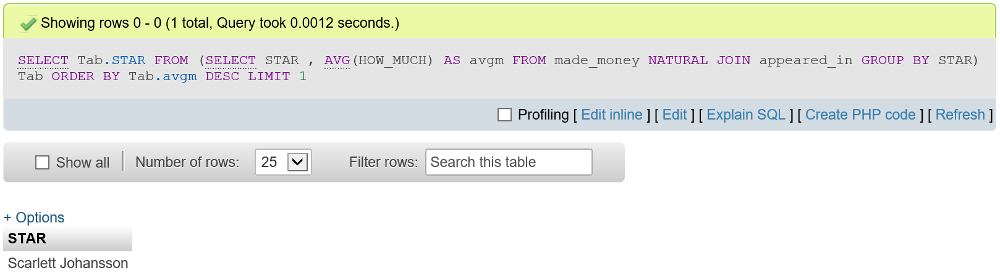 Showing rows 0 - 0 (1 total, Query took 0.0012 seconds.)
SELECT Tab.STAR FROM (SELECT STAR , AVG(HOW_MUCH) AS avgm FROM made_money NATURAL JOIN appeared_in GROUP BY STAR)
Tab ORDER BY Tab.avgm DESC LIMIT 1
Profiling [ Edit inline ] [ Edit ] [ Explain SQL ] [ Create PHP code ] [ Refresh ]
Show all Number of rows: 25 Filter rows: Search this table
+ Options
STAR
Scarlett Johansson